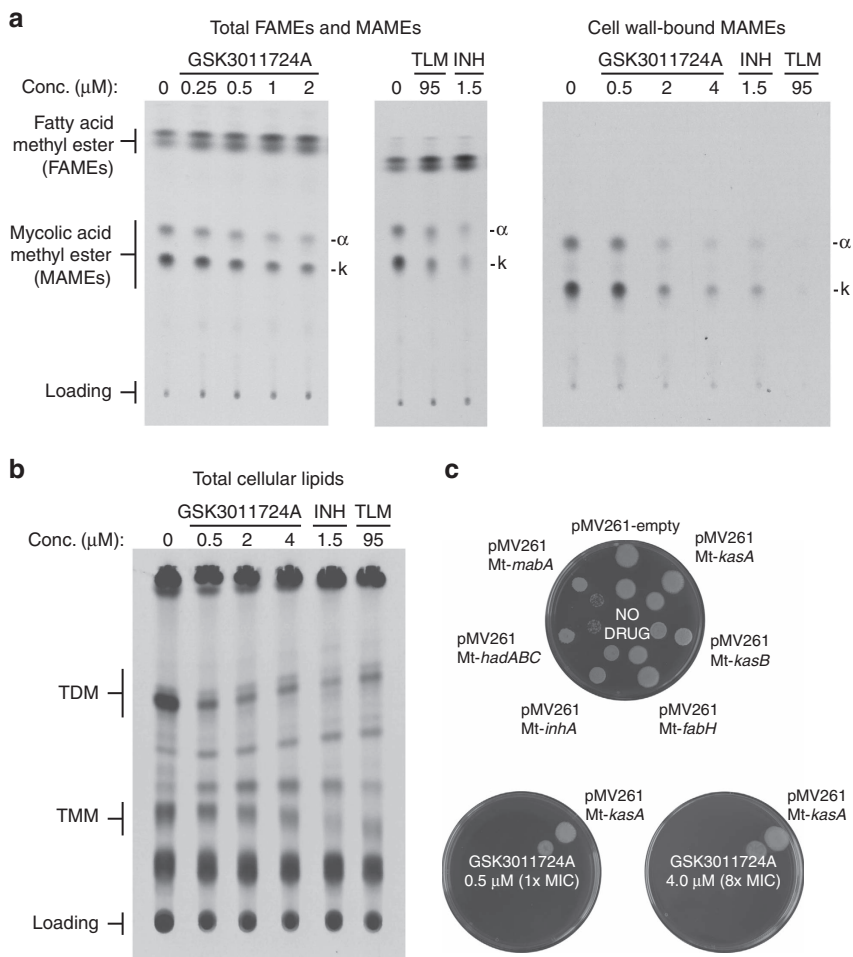 a
Total FAMEs and MAMEs
Cell wall-bound MAMEs
GSK3011724A
TLM INH
GSK3011724A
INH
TLM
Conc. (μM):
0 0.25 0.5 1 2
0 95 1.5
0 0.5 2 4 1.5 95
Fatty acid
methyl ester
(FAMEs)
Mycolic acid
methyl ester
(MAMEs)
-α
-k
-α
-k
-α
-k
Loading
b
Total cellular lipids
GSK3011724A
INH
TLM
Conc. (μM):
0 0.5 2 4 1.5 95
TDM
TMM
Loading
c
pMV261-empty
pMV261
Mt-mabA
pMV261
Mt-kasA
NO
DRUG
pMV261
Mt-hadABC
pMV261
Mt-kasB
pMV261
Mt-inhA
pMV261
Mt-fabH
pMV261
Mt-kasA
pMV261
Mt-kasA
GSK3011724A
0.5 μM (1x MIC)
GSK3011724A
4.0 μM (8x MIC)